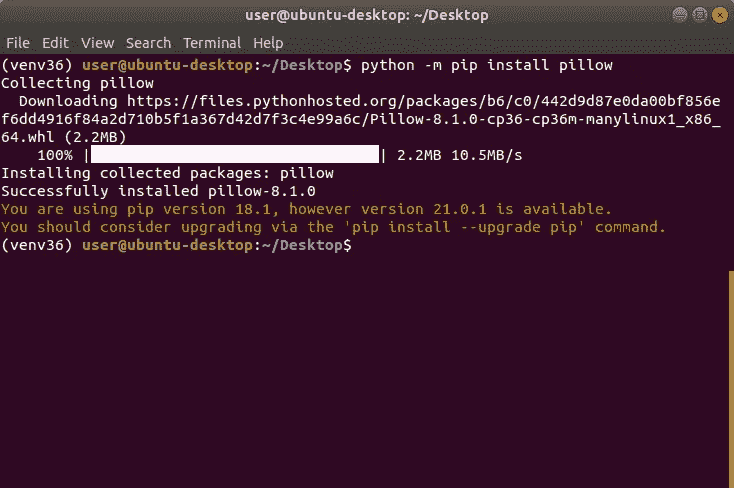 user@ubuntu-desktop: ~/Desktop
File Edit View Search Terminal Help
(venv36) user@ubuntu-desktop:~/Desktop$ python -m pip install pillow
Collecting pillow
  Downloading https://files.pythonhosted.org/packages/b6/c0/442d9d87e0da00bf856e
f6dd4916f84a2d710b5f1a367d42d7f3c4e99a6c/Pillow-8.1.0-cp36-cp36m-manylinux1_x86_
64.whl (2.2MB)
    100% |████████████████████████████████| 2.2MB 10.5MB/s
Installing collected packages: pillow
Successfully installed pillow-8.1.0
You are using pip version 18.1, however version 21.0.1 is available.
You should consider upgrading via the 'pip install --upgrade pip' command.
(venv36) user@ubuntu-desktop:~/Desktop$